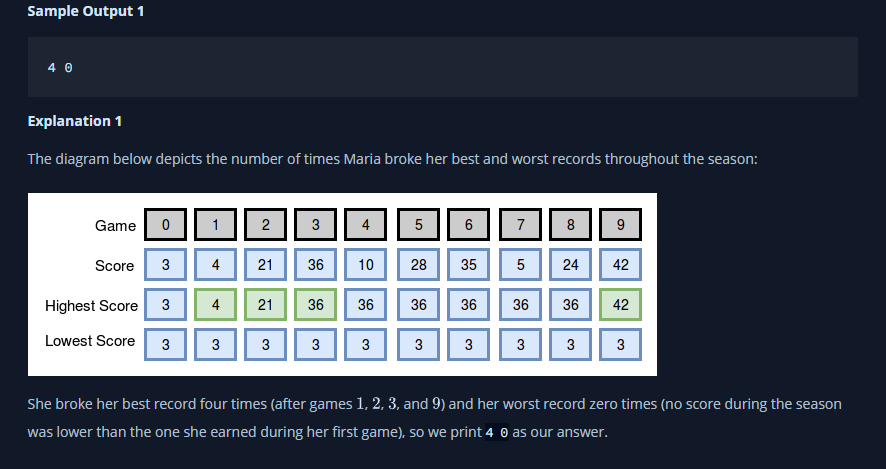 Sample Output 1
4 0
Explanation 1
The diagram below depicts the number of times Maria broke her best and worst records throughout the season:
Game 0 1 2 3 4 5 6 7 8 9
Score 3 4 21 36 10 28 35 5 24 42
Highest Score 3 4 21 36 36 36 36 36 36 42
Lowest Score 3 3 3 3 3 3 3 3 3 3
She broke her best record four times (after games 1, 2, 3, and 9) and her worst record zero times (no score during the season
was lower than the one she earned during her first game), so we print 4 0 as our answer.